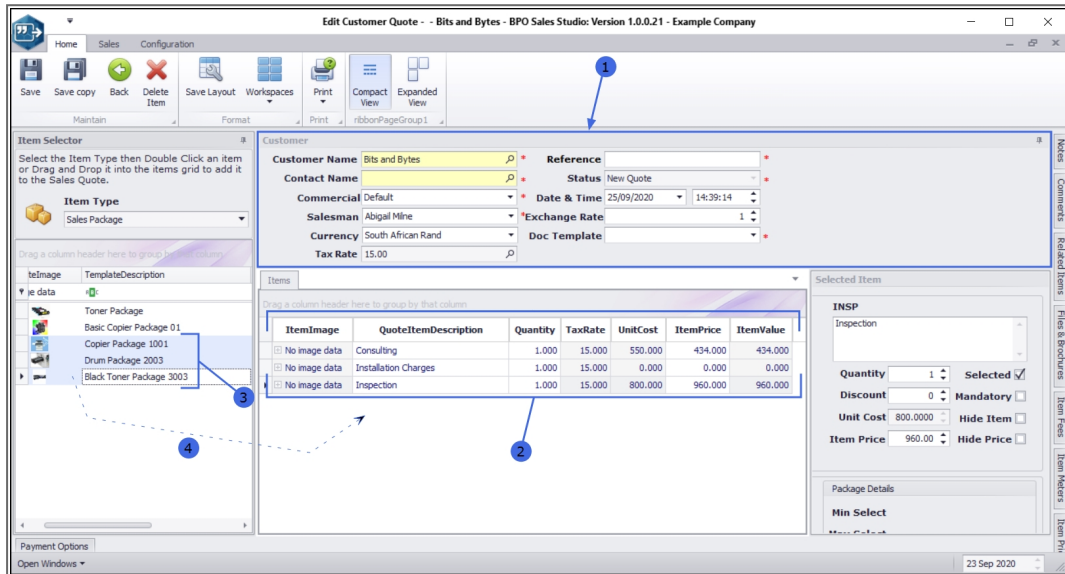 Edit Customer Quote - - Bits and Bytes - BPO Sales Studio: Version 1.0.0.21 - Example Company
Home Sales Configuration
Save Save copy Back Delete Item Save Layout Workspaces Print Compact View Expanded View
Maintain Format Print ribbonPageGroup1
1
Item Selector
Select the Item Type then Double Click an item
or Drag and Drop it into the items grid to add it
to the Sales Quote.
Item Type
Sales Package
Drag a column header here to group by that column
teImage TemplateDescription
ge data
Toner Package
Basic Copier Package 01
Copier Package 1001
Drum Package 2003
Black Toner Package 3003
3
4
Customer
Customer Name Bits and Bytes * Reference *
Contact Name * Status New Quote *
Commercial Default * Date & Time 25/09/2020 14:39:14
Salesman Abigail Milne * Exchange Rate 1
Currency South African Rand Doc Template *
Tax Rate 15.00
Items
Drag a column header here to group by that column
ItemImage QuoteItemDescription Quantity TaxRate UnitCost ItemPrice ItemValue
No image data Consulting 1.000 15.000 550.000 434.000 434.000
No image data Installation Charges 1.000 15.000 0.000 0.000 0.000
No image data Inspection 1.000 15.000 800.000 960.000 960.000
2
Selected Item
INSP
Inspection
Quantity 1 Selected
Discount 0 Mandatory
Unit Cost 800.0000 Hide Item
Item Price 960.00 Hide Price
Package Details
Min Select
Notes
Comments
Related Items
Files & Brochures
Item Fees
Item Meters
Item Pri
Payment Options
Open Windows
23 Sep 2020